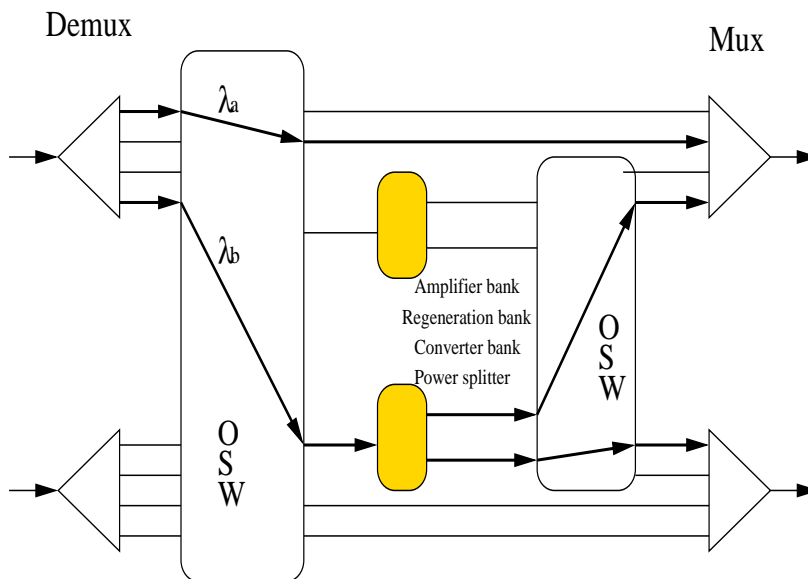 Demux
Mux
λa
λb
Amplifier bank
Regeneration bank
Converter bank
Power splitter
O
S
W
O
S
W